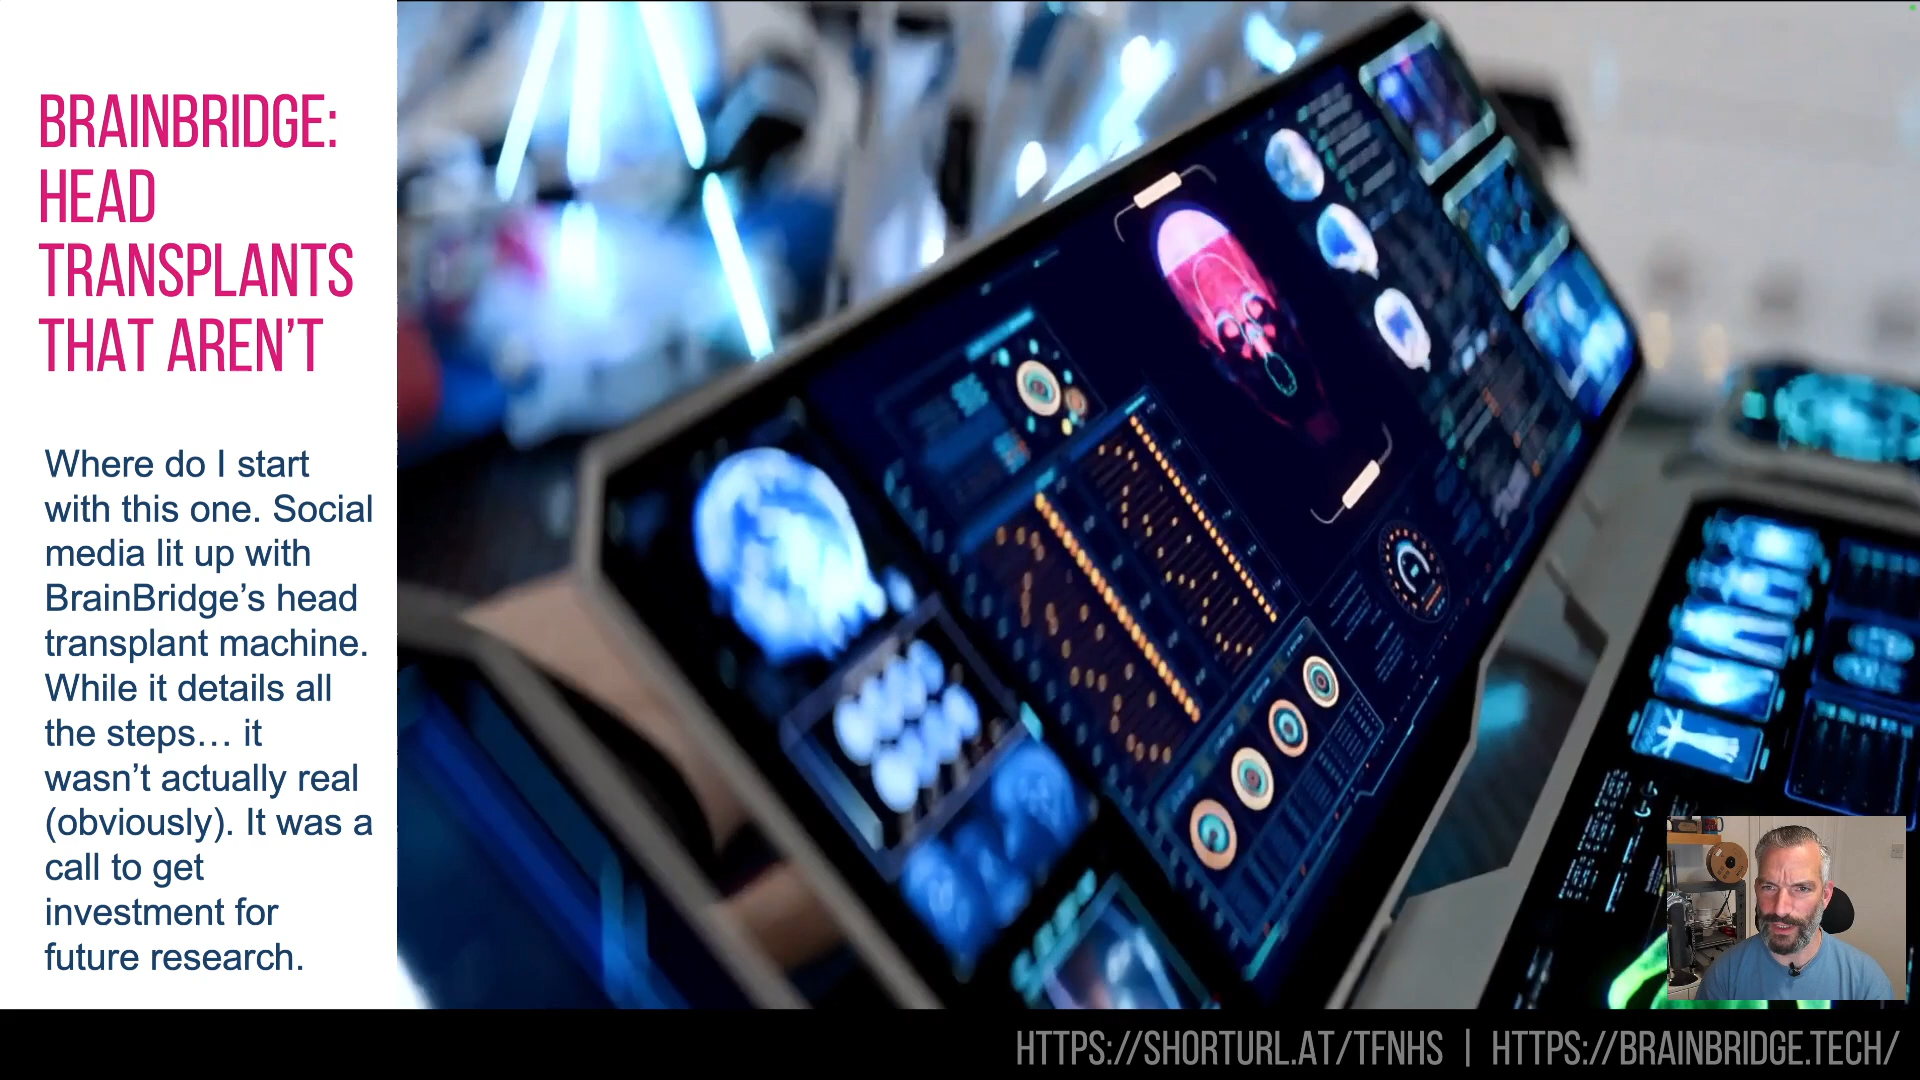 BRAINBRIDGE:
HEAD
TRANSPLANTS
THAT AREN’T
Where do I start
with this one. Social
media lit up with
BrainBridge’s head
transplant machine.
While it details all
the steps… it
wasn’t actually real
(obviously). It was a
call to get
investment for
future research.
HTTPS://SHORTURL.AT/TFNHS | HTTPS://BRAINBRIDGE.TECH/